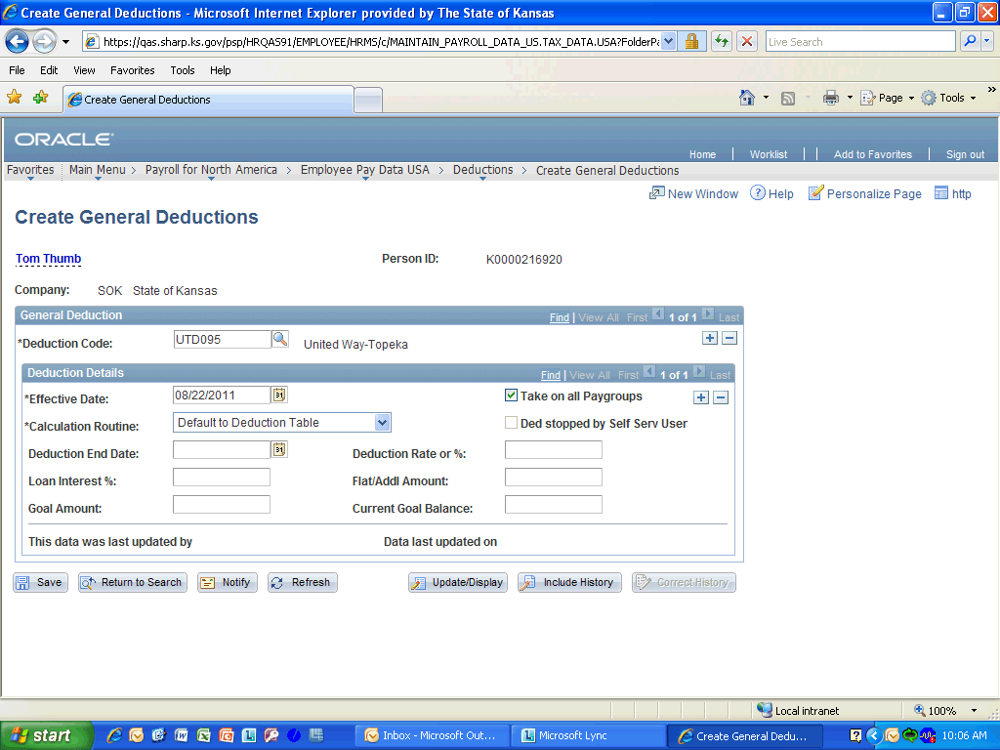 Create General Deductions - Microsoft Internet Explorer provided by The State of Kansas
https://qas.sharp.ks.gov/psp/HRQAS91/EMPLOYEE/HRMS/c/MAINTAIN_PAYROLL_DATA_US.TAX_DATA.USA?FolderPa
Live Search
File Edit View Favorites Tools Help
Create General Deductions
Page Tools »
ORACLE
Home Worklist Add to Favorites Sign out
Favorites Main Menu > Payroll for North America > Employee Pay Data USA > Deductions > Create General Deductions
New Window ? Help Personalize Page http
Create General Deductions
Tom Thumb Person ID: K0000216920
Company: SOK State of Kansas
General Deduction Find | View All First 1 of 1 Last
*Deduction Code: UTD095 United Way-Topeka
Deduction Details Find | View All First 1 of 1 Last
*Effective Date: 08/22/2011 31 Take on all Paygroups
*Calculation Routine: Default to Deduction Table Ded stopped by Self Serv User
Deduction End Date: 31 Deduction Rate or %:
Loan Interest %: Flat/Addl Amount:
Goal Amount: Current Goal Balance:
This data was last updated by Data last updated on
Save Return to Search Notify Refresh Update/Display Include History Correct History
Local intranet 100%
start Inbox - Microsoft Out... Microsoft Lync Create General Dedu... 10:06 AM